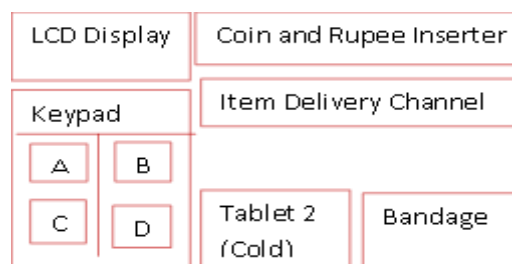 LCD Display
Coin and Rupee Inserter
Item Delivery Channel
Keypad
A
B
C
D
Tablet 2
(Cold)
Bandage